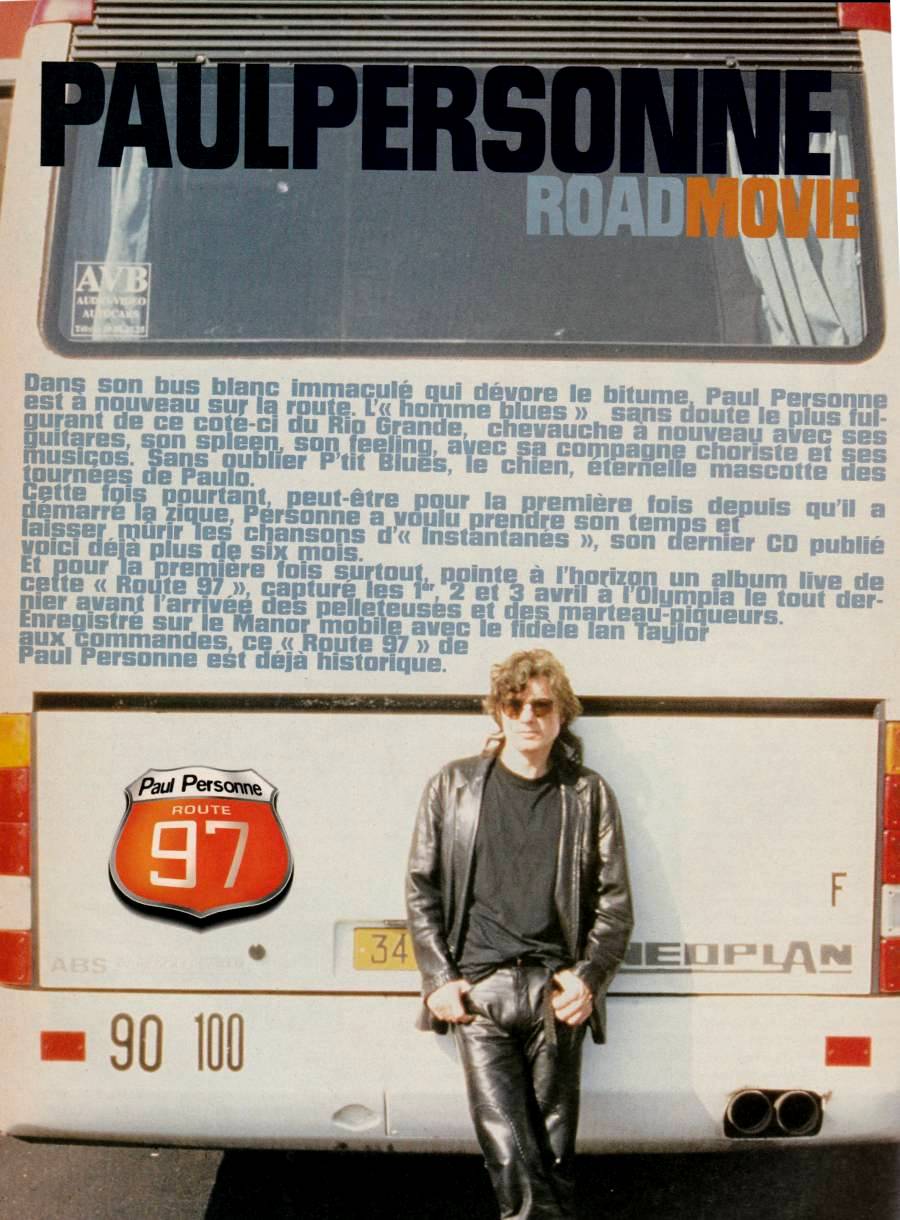 PAULPERSONNE
ROADMOVIE
AVB
AUDIO-VIDEO
AUTOCARS
Dans son bus blanc immaculé qui dévore le bitume, Paul Personne
est à nouveau sur la route. L'« homme blues » sans doute le plus ful-
gurant de ce coté-ci du Rio Grande, chevauche à nouveau avec ses
guitares, son spleen, son feeling, avec sa compagne choriste et ses
musicos. Sans oublier P'tit Blues, le chien, éternelle mascotte des
tournées de Paulo.
Cette fois pourtant, peut-être pour la première fois depuis qu'il a
démarré la zique, Personne a voulu prendre son temps et
laisser mûrir les chansons d'« Instantanés », son dernier CD publié
voici déjà plus de six mois.
Et pour la première fois surtout, pointe à l'horizon un album live de
cette « Route 97 », capturé les 1er, 2 et 3 avril à l'Olympia le tout der-
nier avant l'arrivée des pelleteuses et des marteau-piqueurs.
Enregistré sur le Manor mobile avec le fidèle Ian Taylor
aux commandes, ce « Route 97 » de
Paul Personne est déjà historique.
Paul Personne
ROUTE
97
F
34
NEOPLAN
ABS
90 100